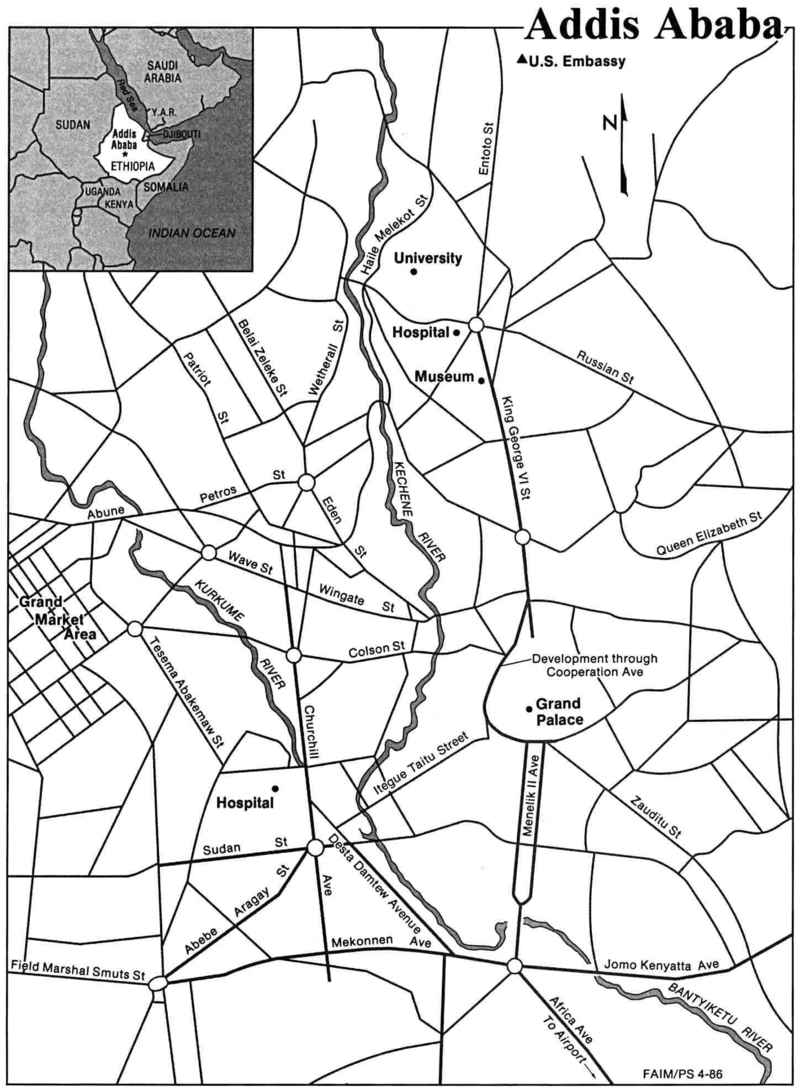 Addis Ababa
U.S. Embassy
SAUDI
ARABIA
Red Sea
Y.A.R.
SUDAN
Addis
Ababa
DJIBOUTI
ETHIOPIA
UGANDA
SOMALIA
KENYA
INDIAN OCEAN
N
Entoto St
Haile Melekot St
University
Hospital
Museum
Russian St
King George VI St
Belai Zeleke St
Wetherall St
Patriot St
Petros St
Abune
Eden St
KECHENE RIVER
Queen Elizabeth St
Wave St
Wingate St
KURKUME RIVER
Grand
Market
Area
Colson St
Tesema Abakemaw St
Development through
Cooperation Ave
Grand
Palace
Churchill
Itegue Taitu Street
Menelik II Ave
Zauditu St
Hospital
Sudan St
Desta Damtew Avenue
Abebe Aragay St
Ave
Mekonnen Ave
Field Marshal Smuts St
Jomo Kenyatta Ave
BANTYIKETU RIVER
Africa Ave
To Airport
FAIM/PS 4-86